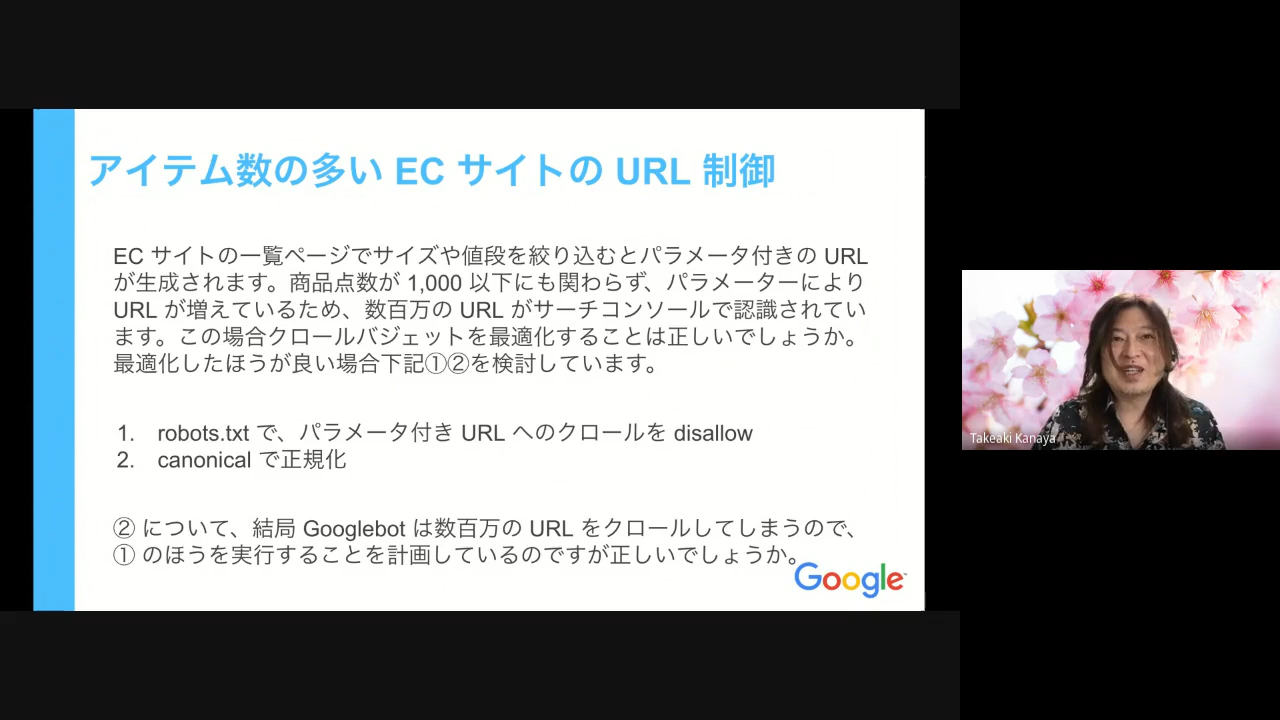 アイテム数の多い EC サイトの URL 制御
EC サイトの一覧ページでサイズや値段を絞り込むとパラメータ付きの URL
が生成されます。商品点数が 1,000 以下にも関わらず、パラメーターにより
URL が増えているため、数百万の URL がサーチコンソールで認識されてい
ます。この場合クロールバジェットを最適化することは正しいでしょうか。
最適化したほうが良い場合下記①②を検討しています。
1. robots.txt で、パラメータ付き URL へのクロールを disallow
2. canonical で正規化
② について、結局 Googlebot は数百万の URL をクロールしてしまうので、
① のほうを実行することを計画しているのですが正しいでしょうか。
Google
Takeaki Kanaya